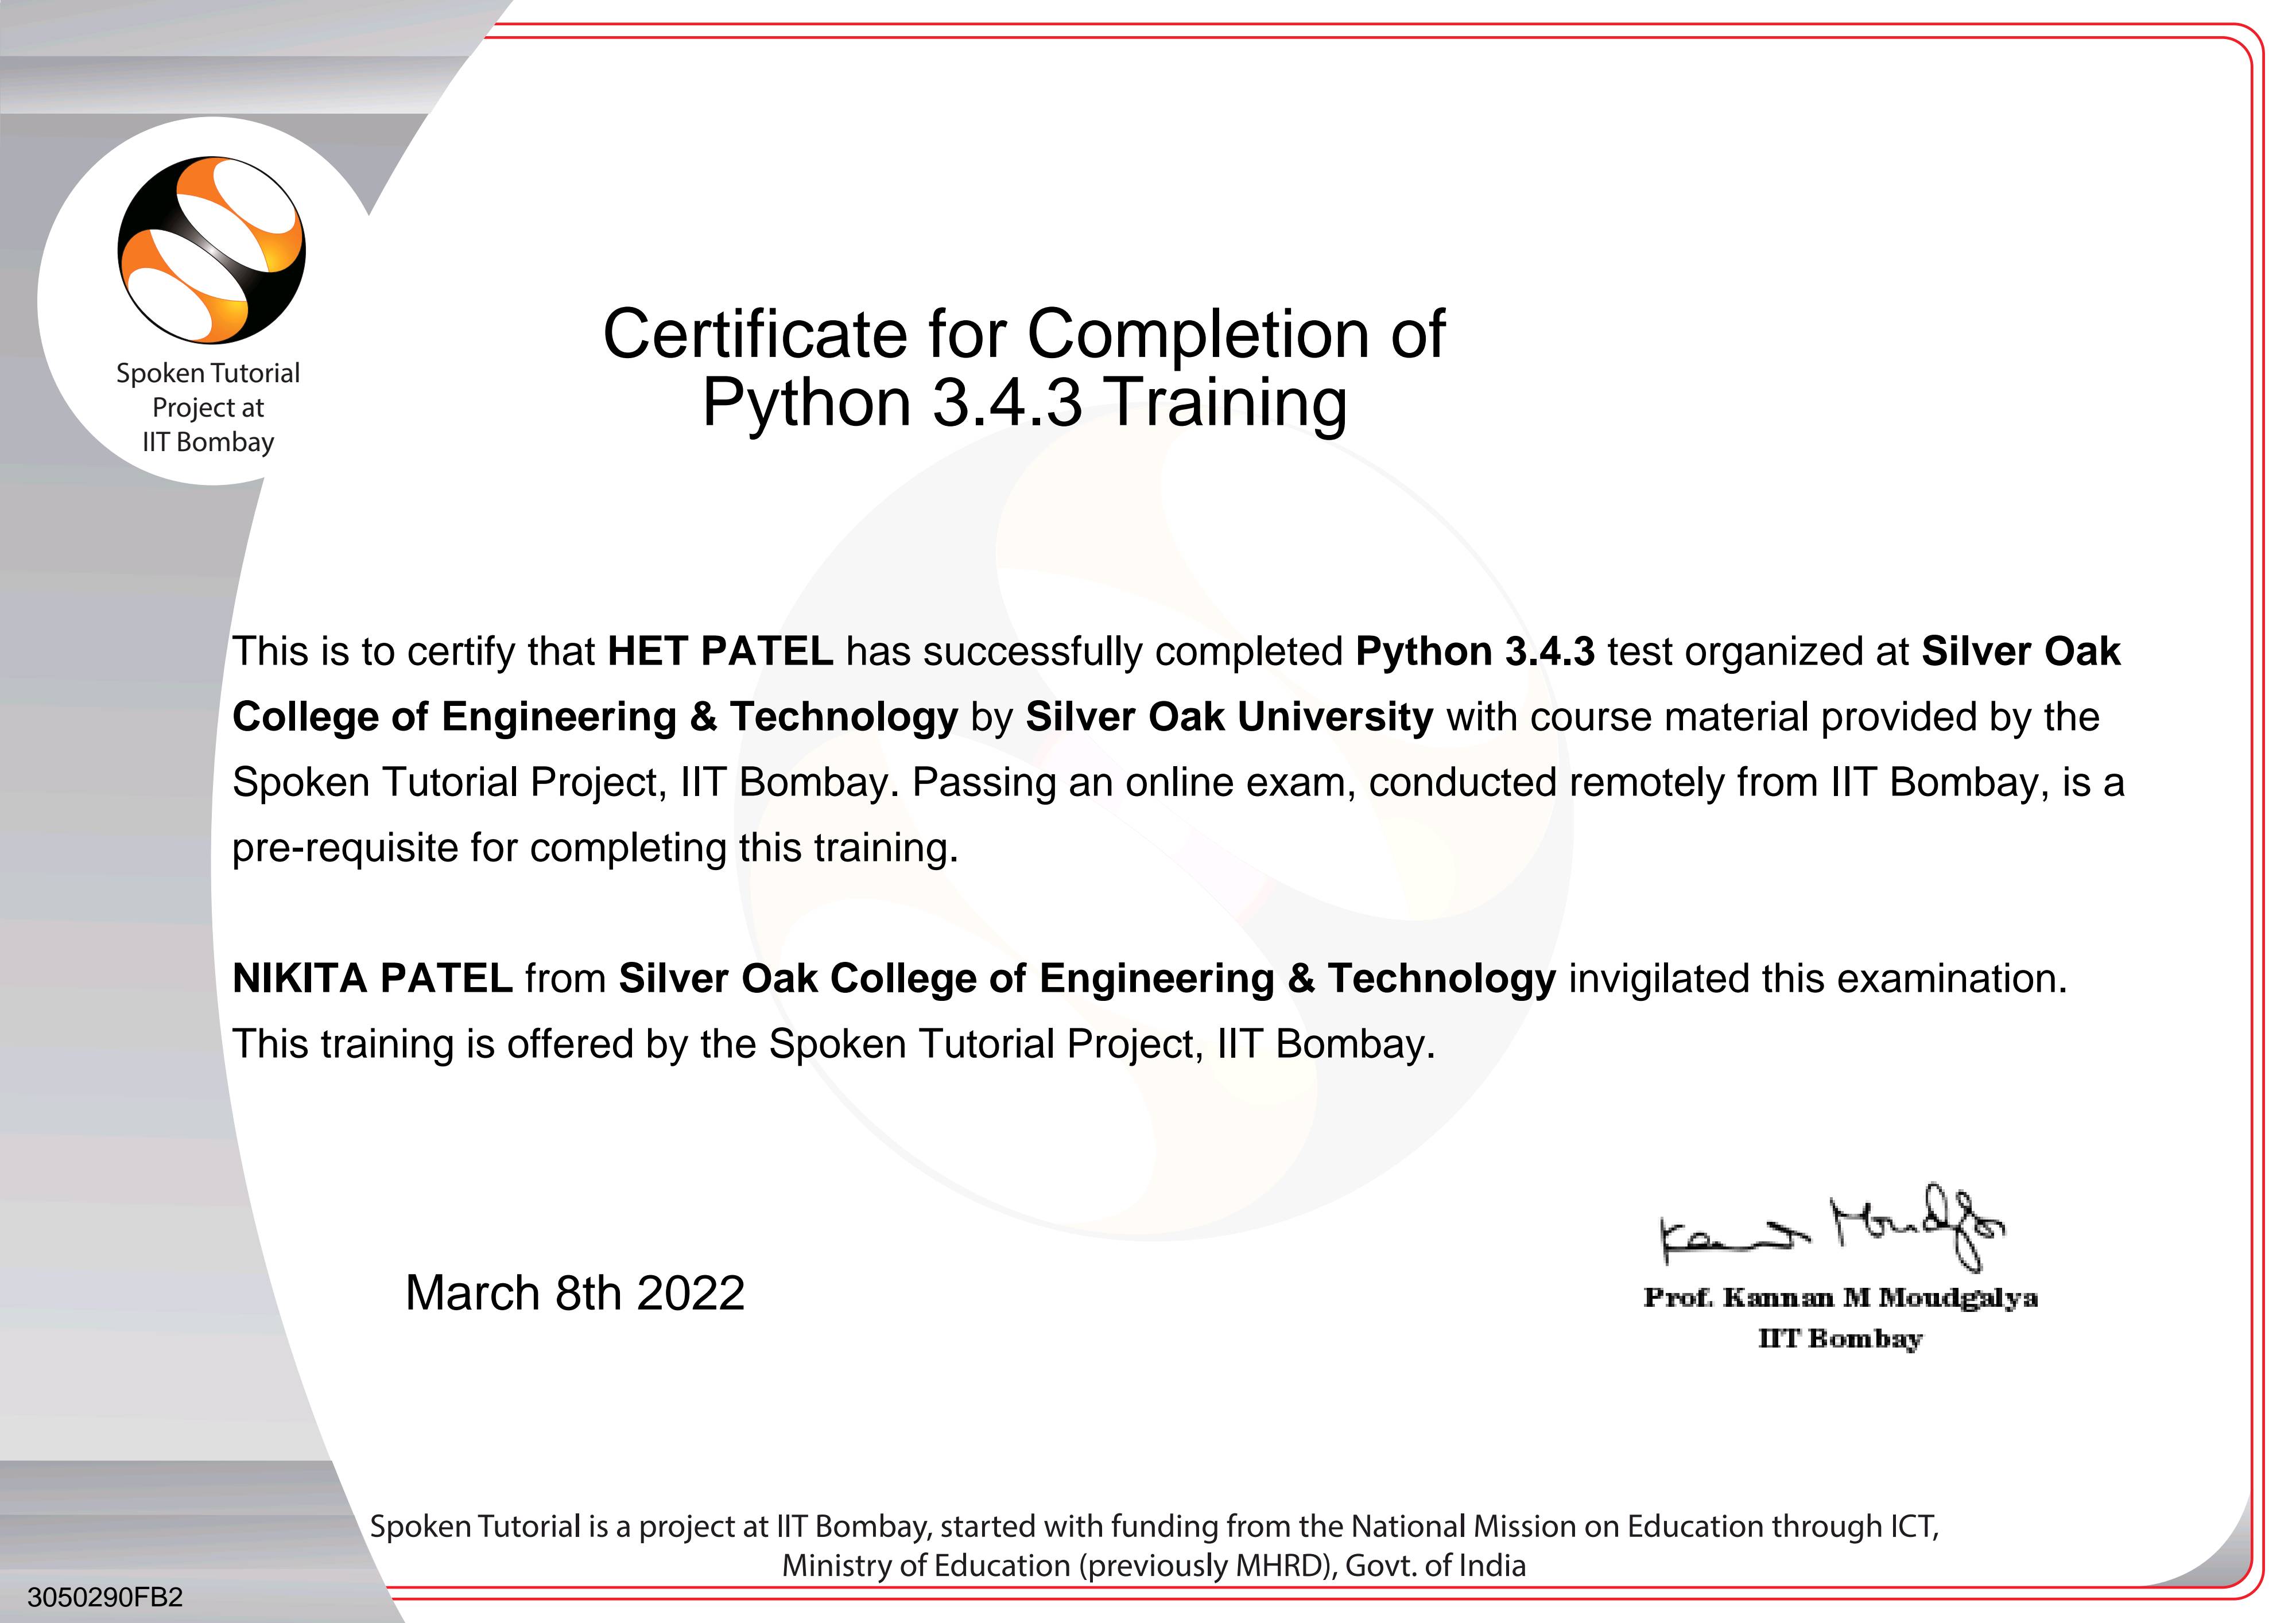 Spoken Tutorial
Project at
IIT Bombay
Certificate for Completion of
Python 3.4.3 Training
This is to certify that HET PATEL has successfully completed Python 3.4.3 test organized at Silver Oak
College of Engineering & Technology by Silver Oak University with course material provided by the
Spoken Tutorial Project, IIT Bombay. Passing an online exam, conducted remotely from IIT Bombay, is a
pre-requisite for completing this training.
NIKITA PATEL from Silver Oak College of Engineering & Technology invigilated this examination.
This training is offered by the Spoken Tutorial Project, IIT Bombay.
March 8th 2022
Prof. Kannan M Moudgalya
IIT Bombay
Spoken Tutorial is a project at IIT Bombay, started with funding from the National Mission on Education through ICT,
Ministry of Education (previously MHRD), Govt. of India
3050290FB2